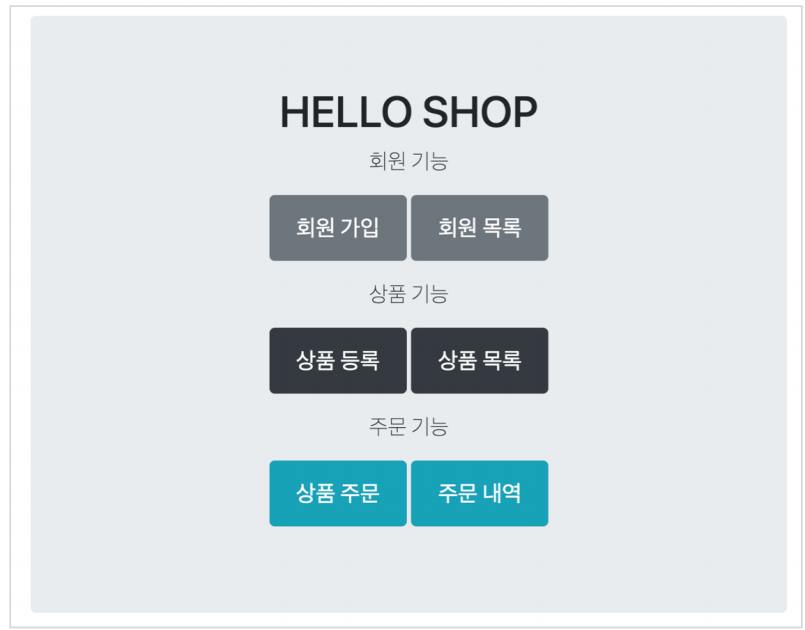 HELLO SHOP
회원 기능
회원 가입 회원 목록
상품 기능
상품 등록 상품 목록
주문 기능
상품 주문 주문 내역